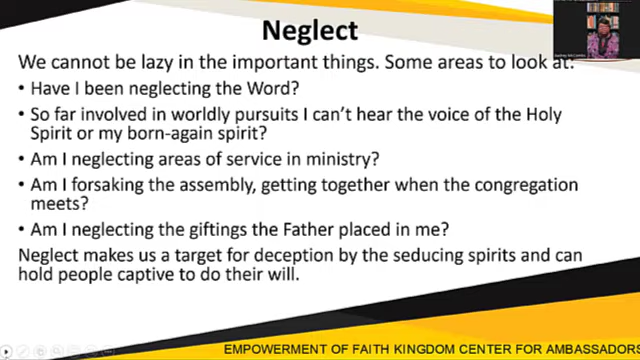 Neglect
We cannot be lazy in the important things. Some areas to look at:
• Have I been neglecting the Word?
• So far involved in worldly pursuits I can't hear the voice of the Holy
Spirit or my born-again spirit?
• Am I neglecting areas of service in ministry?
• Am I forsaking the assembly, getting together when the congregation
meets?
• Am I neglecting the giftings the Father placed in me?
Neglect makes us a target for deception by the seducing spirits and can
hold people captive to do their will.
EMPOWERMENT OF FAITH KINGDOM CENTER FOR AMBASSADORS